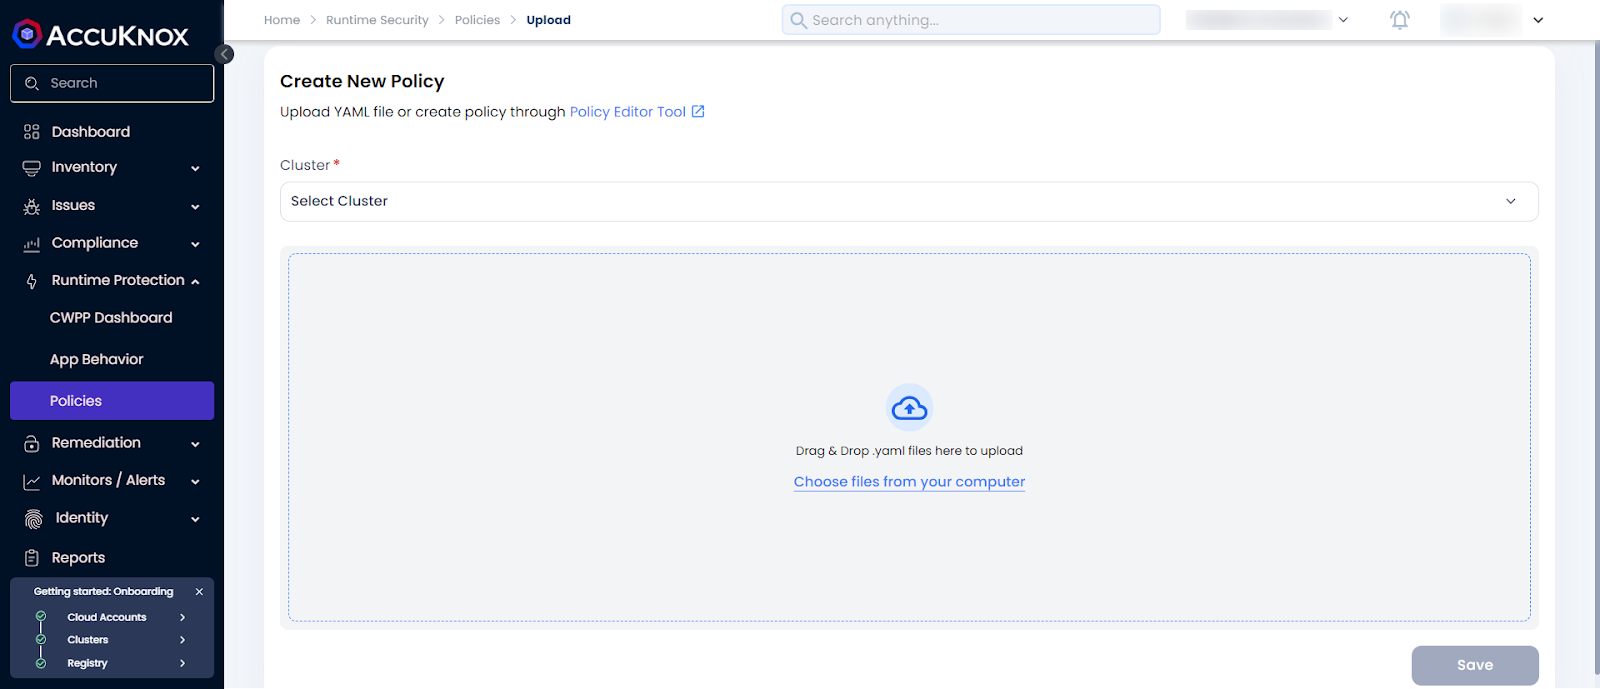 ACCUKNOX
Search
Dashboard
Inventory
Issues
Compliance
Runtime Protection
CWPP Dashboard
App Behavior
Policies
Remediation
Monitors / Alerts
Identity
Reports
Getting started: Onboarding
Cloud Accounts
Clusters
Registry
Home > Runtime Security > Policies > Upload
Search anything...
Create New Policy
Upload YAML file or create policy through Policy Editor Tool
Cluster *
Select Cluster
Drag & Drop .yaml files here to upload
Choose files from your computer
Save